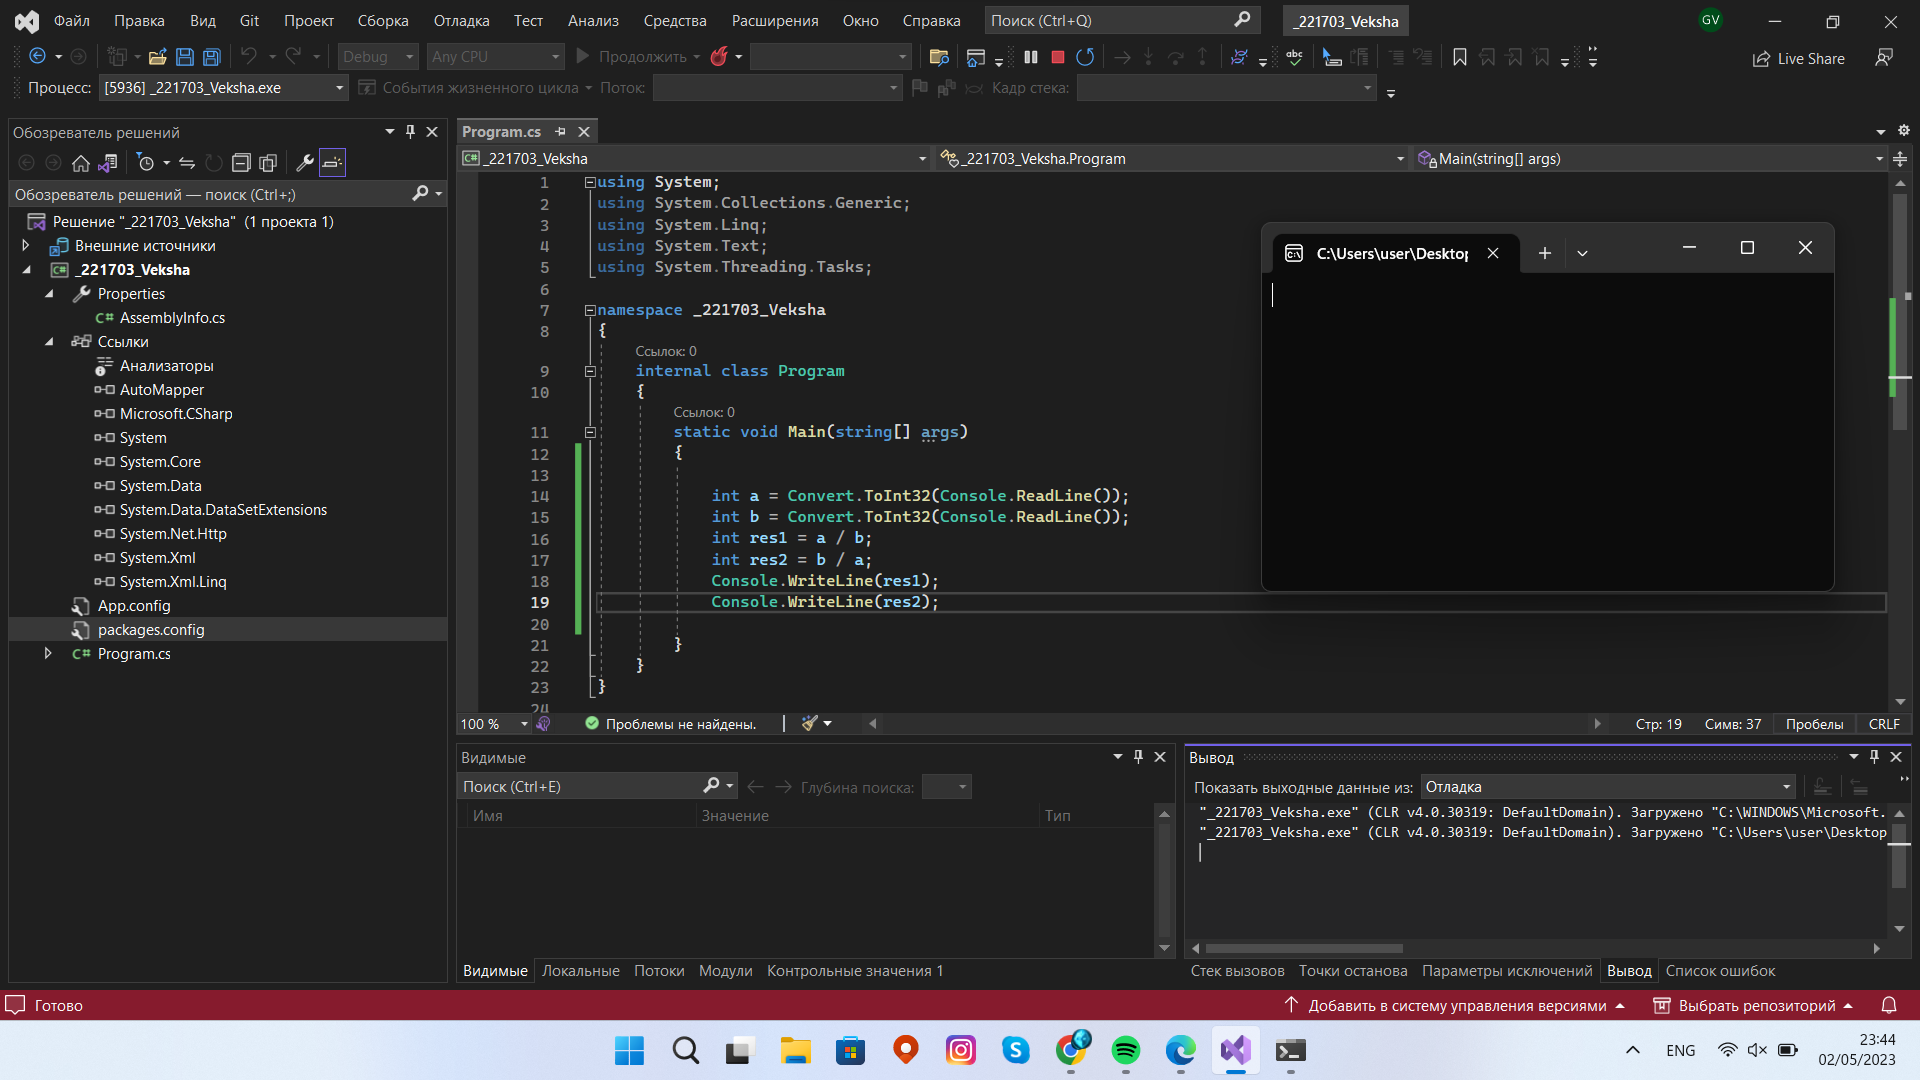 Файл Правка Вид Git Проект Сборка Отладка Тест Анализ Средства Расширения Окно Справка Поиск (Ctrl+Q) _221703_Veksha GV
Debug Any CPU Продолжить abc Live Share
Процесс: [5936] _221703_Veksha.exe События жизненного цикла Поток: Кадр стека:
Обозреватель решений
Обозреватель решений — поиск (Ctrl+;)
Решение "_221703_Veksha" (1 проекта 1)
Внешние источники
_221703_Veksha
Properties
C# AssemblyInfo.cs
Ссылки
Анализаторы
AutoMapper
Microsoft.CSharp
System
System.Core
System.Data
System.Data.DataSetExtensions
System.Net.Http
System.Xml
System.Xml.Linq
App.config
packages.config
C# Program.cs
Program.cs
C# _221703_Veksha _221703_Veksha.Program Main(string[] args)
1 using System;
2 using System.Collections.Generic;
3 using System.Linq;
4 using System.Text;
5 using System.Threading.Tasks;
6
7 namespace _221703_Veksha
8 {
Ссылок: 0
9 internal class Program
10 {
Ссылок: 0
11 static void Main(string[] args)
12 {
13
14 int a = Convert.ToInt32(Console.ReadLine());
15 int b = Convert.ToInt32(Console.ReadLine());
16 int res1 = a / b;
17 int res2 = b / a;
18 Console.WriteLine(res1);
19 Console.WriteLine(res2);
20
21 }
22 }
23 }
24
C:\Users\user\Desktop
100 % Проблемы не найдены. Стр: 19 Симв: 37 Пробелы CRLF
Видимые
Поиск (Ctrl+E) Глубина поиска:
Имя Значение Тип
Видимые Локальные Потоки Модули Контрольные значения 1
Вывод
Показать выходные данные из: Отладка
"_221703_Veksha.exe" (CLR v4.0.30319: DefaultDomain). Загружено "C:\WINDOWS\Microsoft.
"_221703_Veksha.exe" (CLR v4.0.30319: DefaultDomain). Загружено "C:\Users\user\Desktop
Стек вызовов Точки останова Параметры исключений Вывод Список ошибок
Готово Добавить в систему управления версиями Выбрать репозиторий
ENG 23:44
02/05/2023